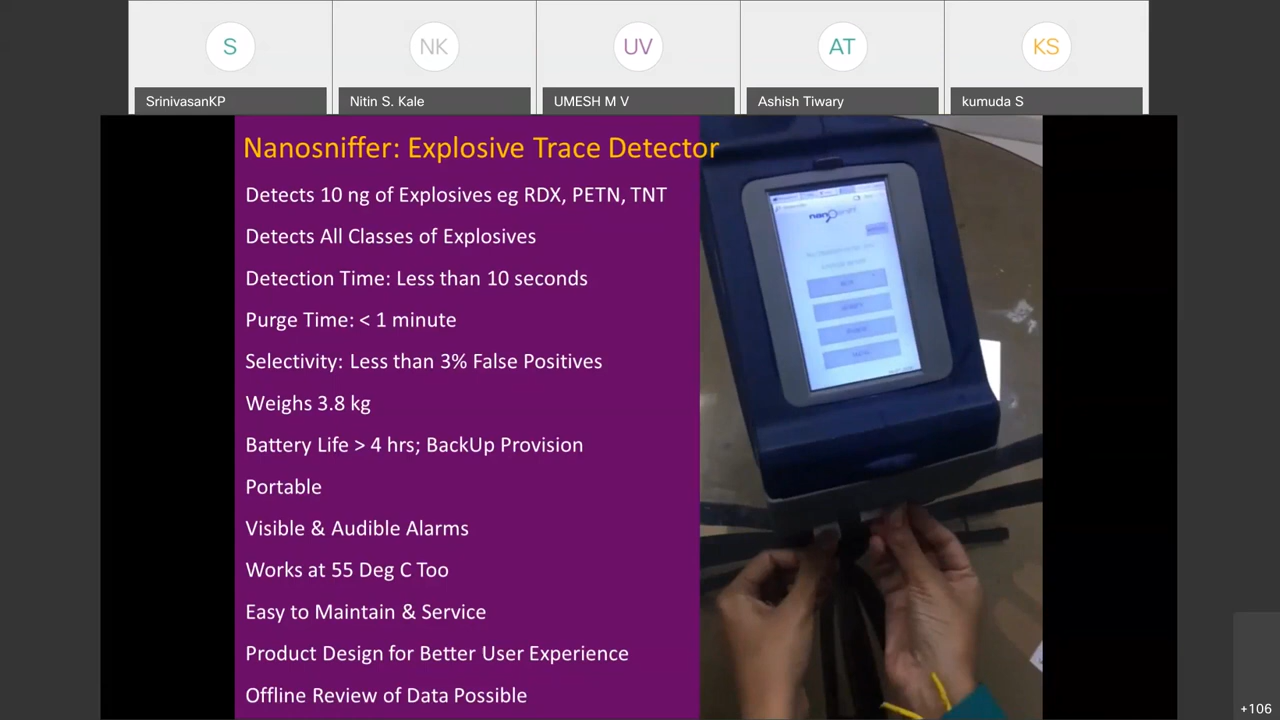 S
NK
UV
AT
KS
SrinivasanKP
Nitin S. Kale
UMESH M V
Ashish Tiwary
kumuda S
Nanosniffer: Explosive Trace Detector
Detects 10 ng of Explosives eg RDX, PETN, TNT
Detects All Classes of Explosives
Detection Time: Less than 10 seconds
Purge Time: < 1 minute
Selectivity: Less than 3% False Positives
Weighs 3.8 kg
Battery Life > 4 hrs; BackUp Provision
Portable
Visible & Audible Alarms
Works at 55 Deg C Too
Easy to Maintain & Service
Product Design for Better User Experience
Offline Review of Data Possible
+106